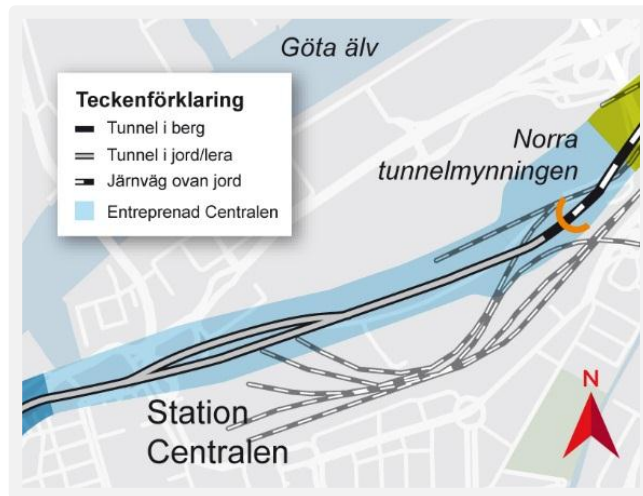 Göta älv
Teckenförklaring
Tunnel i berg
Tunnel i jord/lera
Järnväg ovan jord
Entreprenad Centralen
Norra
tunnelmynningen
Station
Centralen
N